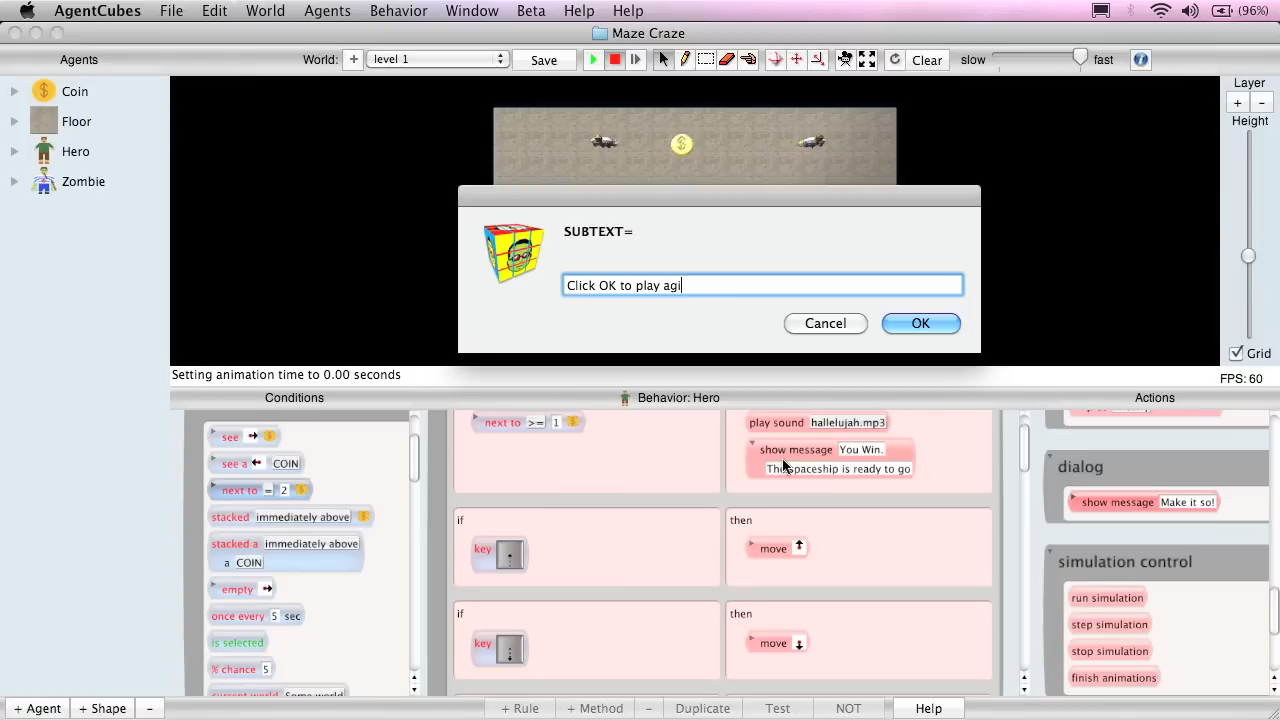 AgentCubes File Edit World Agents Behavior Window Beta Help Help (96%)
Maze Craze
Agents World: + level 1 Save Clear slow fast
Coin
Floor
Hero
Zombie
Layer
+ -
Height
Grid
FPS: 60
SUBTEXT=
Click OK to play agi
Cancel OK
Setting animation time to 0.00 seconds
Conditions Behavior: Hero Actions
see
see a COIN
next to = 2
stacked immediately above
stacked a immediately above
a COIN
empty
once every 5 sec
is selected
% chance 5
next to >= 1
play sound hallelujah.mp3
show message You Win.
spaceship is ready to go
if then
key move
if then
key move
dialog
show message Make it so!
simulation control
run simulation
step simulation
stop simulation
finish animations
+ Agent + Shape - + Rule + Method - Duplicate Test NOT Help